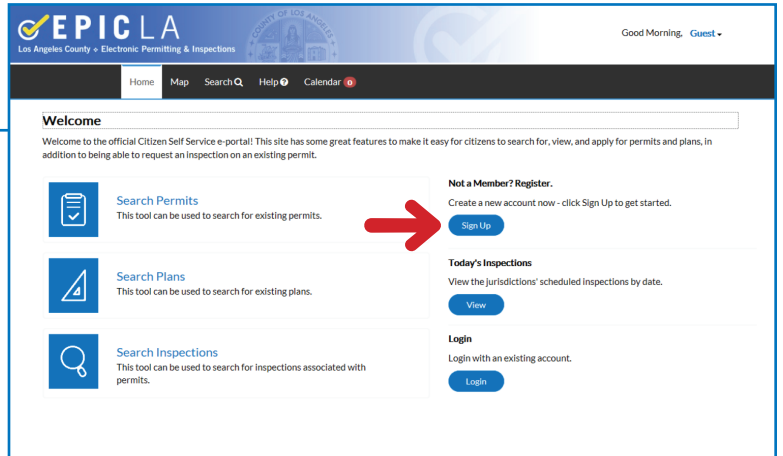 EPICLA
Los Angeles County ⟡ Electronic Permitting & Inspections
COUNTY OF LOS ANGELES
Good Morning, Guest
Home Map Search Help Calendar 0
Welcome
Welcome to the official Citizen Self Service e-portal! This site has some great features to make it easy for citizens to search for, view, and apply for permits and plans, in
addition to being able to request an inspection on an existing permit.
Search Permits
This tool can be used to search for existing permits.
Search Plans
This tool can be used to search for existing plans.
Search Inspections
This tool can be used to search for inspections associated with
permits.
Not a Member? Register.
Create a new account now - click Sign Up to get started.
Sign Up
Today's Inspections
View the jurisdictions' scheduled inspections by date.
View
Login
Login with an existing account.
Login